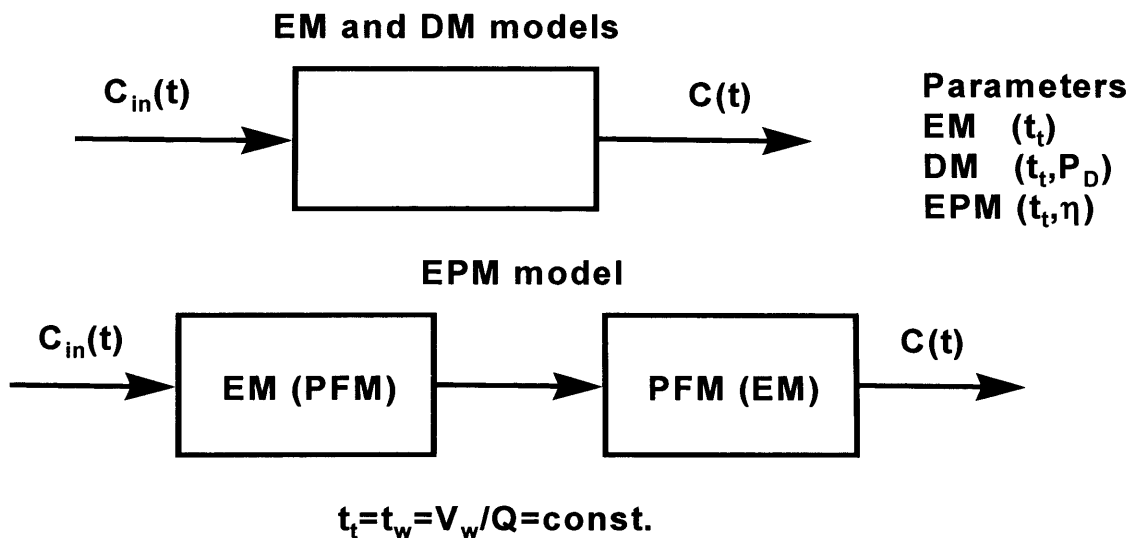 EM and DM models
C_in(t)
C(t)
Parameters
EM (t_t)
DM (t_t,P_D)
EPM (t_t,η)
EPM model
C_in(t)
EM (PFM)
PFM (EM)
C(t)
t_t=t_w=V_w/Q=const.